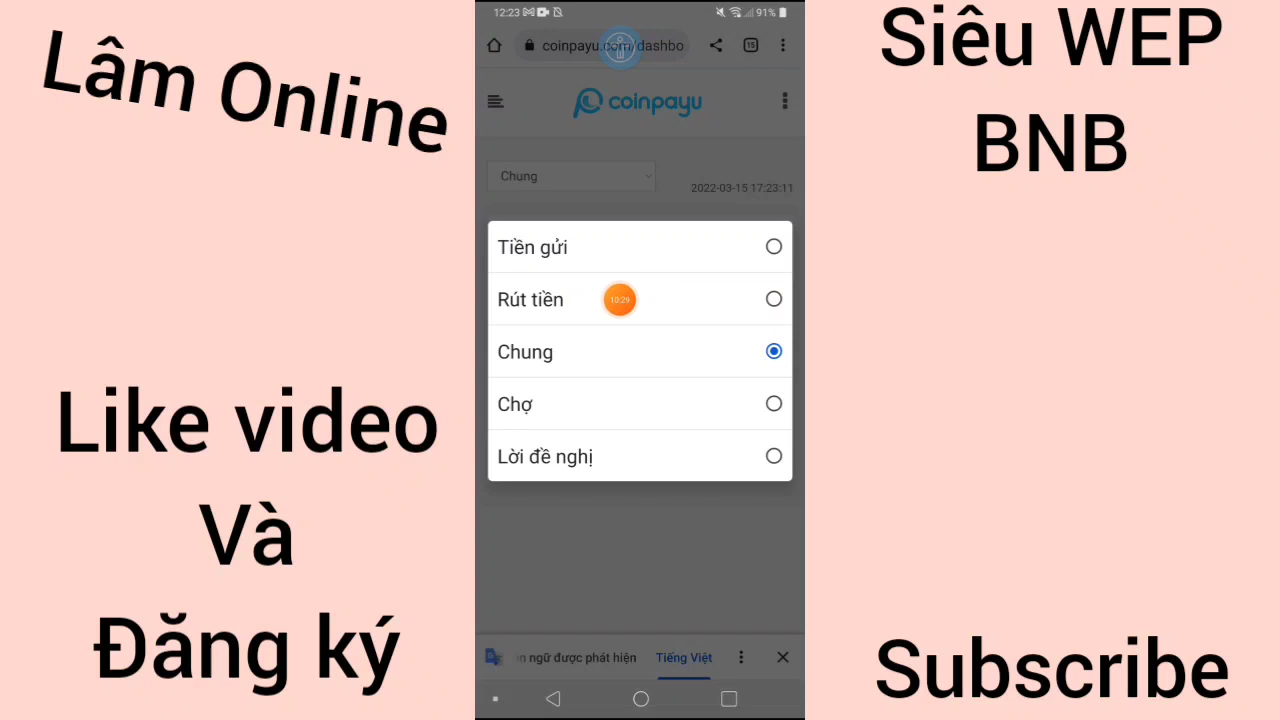 Lâm Online
Like video
Và
Đăng ký
12:23
91%
coinpayu.com/dashbo
15
coinpayu
Chung
2022-03-15 17:23:11
Tiền gửi
Rút tiền
10:29
Chung
Chợ
Lời đề nghị
n ngữ được phát hiện
Tiếng Việt
Siêu WEP
BNB
Subscribe